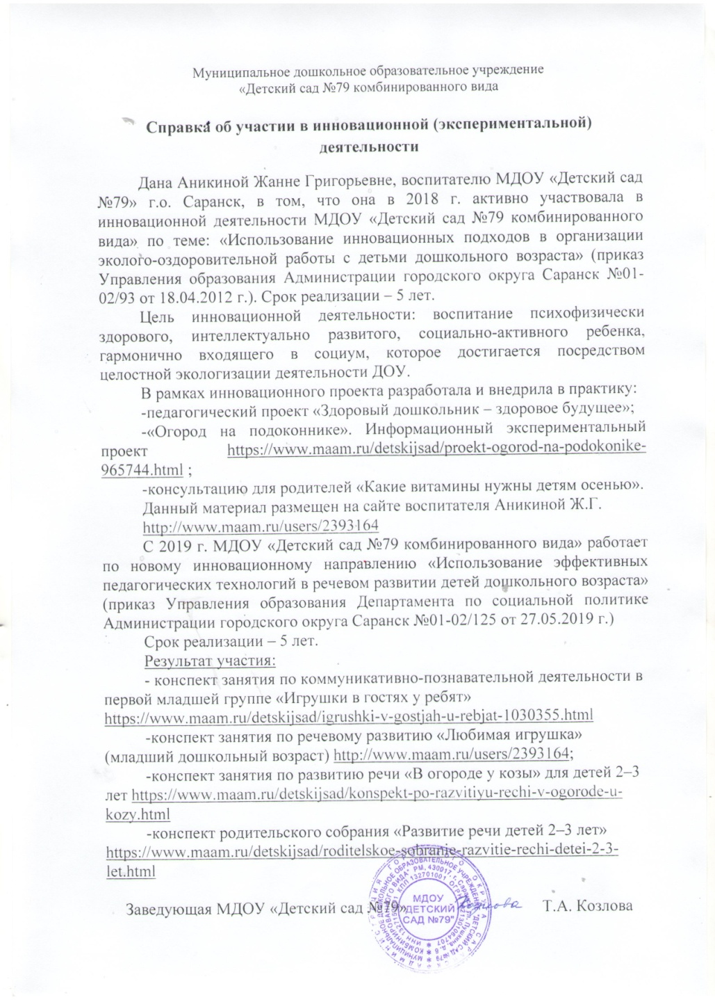 Муниципальное дошкольное образовательное учреждение
«Детский сад №79 комбинированного вида
Справка об участии в инновационной (экспериментальной)
деятельности
Дана Аникиной Жанне Григорьевне, воспитателю МДОУ «Детский сад
№79» г.о. Саранск, в том, что она в 2018 г. активно участвовала в
инновационной деятельности МДОУ «Детский сад №79 комбинированного
вида» по теме: «Использование инновационных подходов в организации
эколого-оздоровительной работы с детьми дошкольного возраста» (приказ
Управления образования Администрации городского округа Саранск №01-
02/93 от 18.04.2012 г.). Срок реализации – 5 лет.
Цель инновационной деятельности: воспитание психофизически
здорового, интеллектуально развитого, социально-активного ребенка,
гармонично входящего в социум, которое достигается посредством
целостной экологизации деятельности ДОУ.
В рамках инновационного проекта разработала и внедрила в практику:
-педагогический проект «Здоровый дошкольник – здоровое будущее»;
-«Огород на подоконнике». Информационный экспериментальный
проект https://www.maam.ru/detskijsad/proekt-ogorod-na-podokonike-
965744.html ;
-консультацию для родителей «Какие витамины нужны детям осенью».
Данный материал размещен на сайте воспитателя Аникиной Ж.Г.
http://www.maam.ru/users/2393164
С 2019 г. МДОУ «Детский сад №79 комбинированного вида» работает
по новому инновационному направлению «Использование эффективных
педагогических технологий в речевом развитии детей дошкольного возраста»
(приказ Управления образования Департамента по социальной политике
Администрации городского округа Саранск №01-02/125 от 27.05.2019 г.)
Срок реализации – 5 лет.
Результат участия:
- конспект занятия по коммуникативно-познавательной деятельности в
первой младшей группе «Игрушки в гостях у ребят»
https://www.maam.ru/detskijsad/igrushki-v-gostjah-u-rebjat-1030355.html
-конспект занятия по речевому развитию «Любимая игрушка»
(младший дошкольный возраст) http://www.maam.ru/users/2393164;
-конспект занятия по развитию речи «В огороде у козы» для детей 2–3
лет https://www.maam.ru/detskijsad/konspekt-po-razvitiyu-rechi-v-ogorode-u-
kozy.html
-конспект родительского собрания «Развитие речи детей 2–3 лет»
https://www.maam.ru/detskijsad/roditelskoe-sobranie-razvitie-rechi-detei-2-3-
let.html
Заведующая МДОУ «Детский сад №79» Т.А. Козлова
МДОУ
"ДЕТСКИЙ
САД №79"